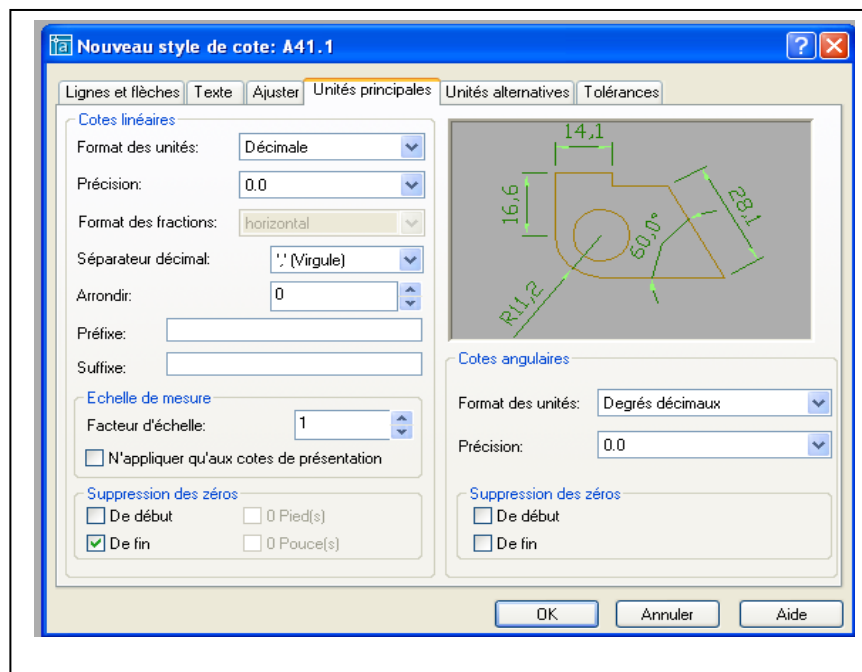 Nouveau style de cote: A41.1
Lignes et flèches Texte Ajuster Unités principales Unités alternatives Tolérances
Cotes linéaires
Format des unités: Décimale
Précision: 0.0
Format des fractions: horizontal
Séparateur décimal: ',' (Virgule)
Arrondir: 0
Préfixe:
Suffixe:
Echelle de mesure
Facteur d'échelle: 1
N'appliquer qu'aux cotes de présentation
Suppression des zéros
De début 0 Pied(s)
De fin 0 Pouce(s)
14,1
16,6
28,1
60,0°
R11,2
Cotes angulaires
Format des unités: Degrés décimaux
Précision: 0.0
Suppression des zéros
De début
De fin
OK Annuler Aide